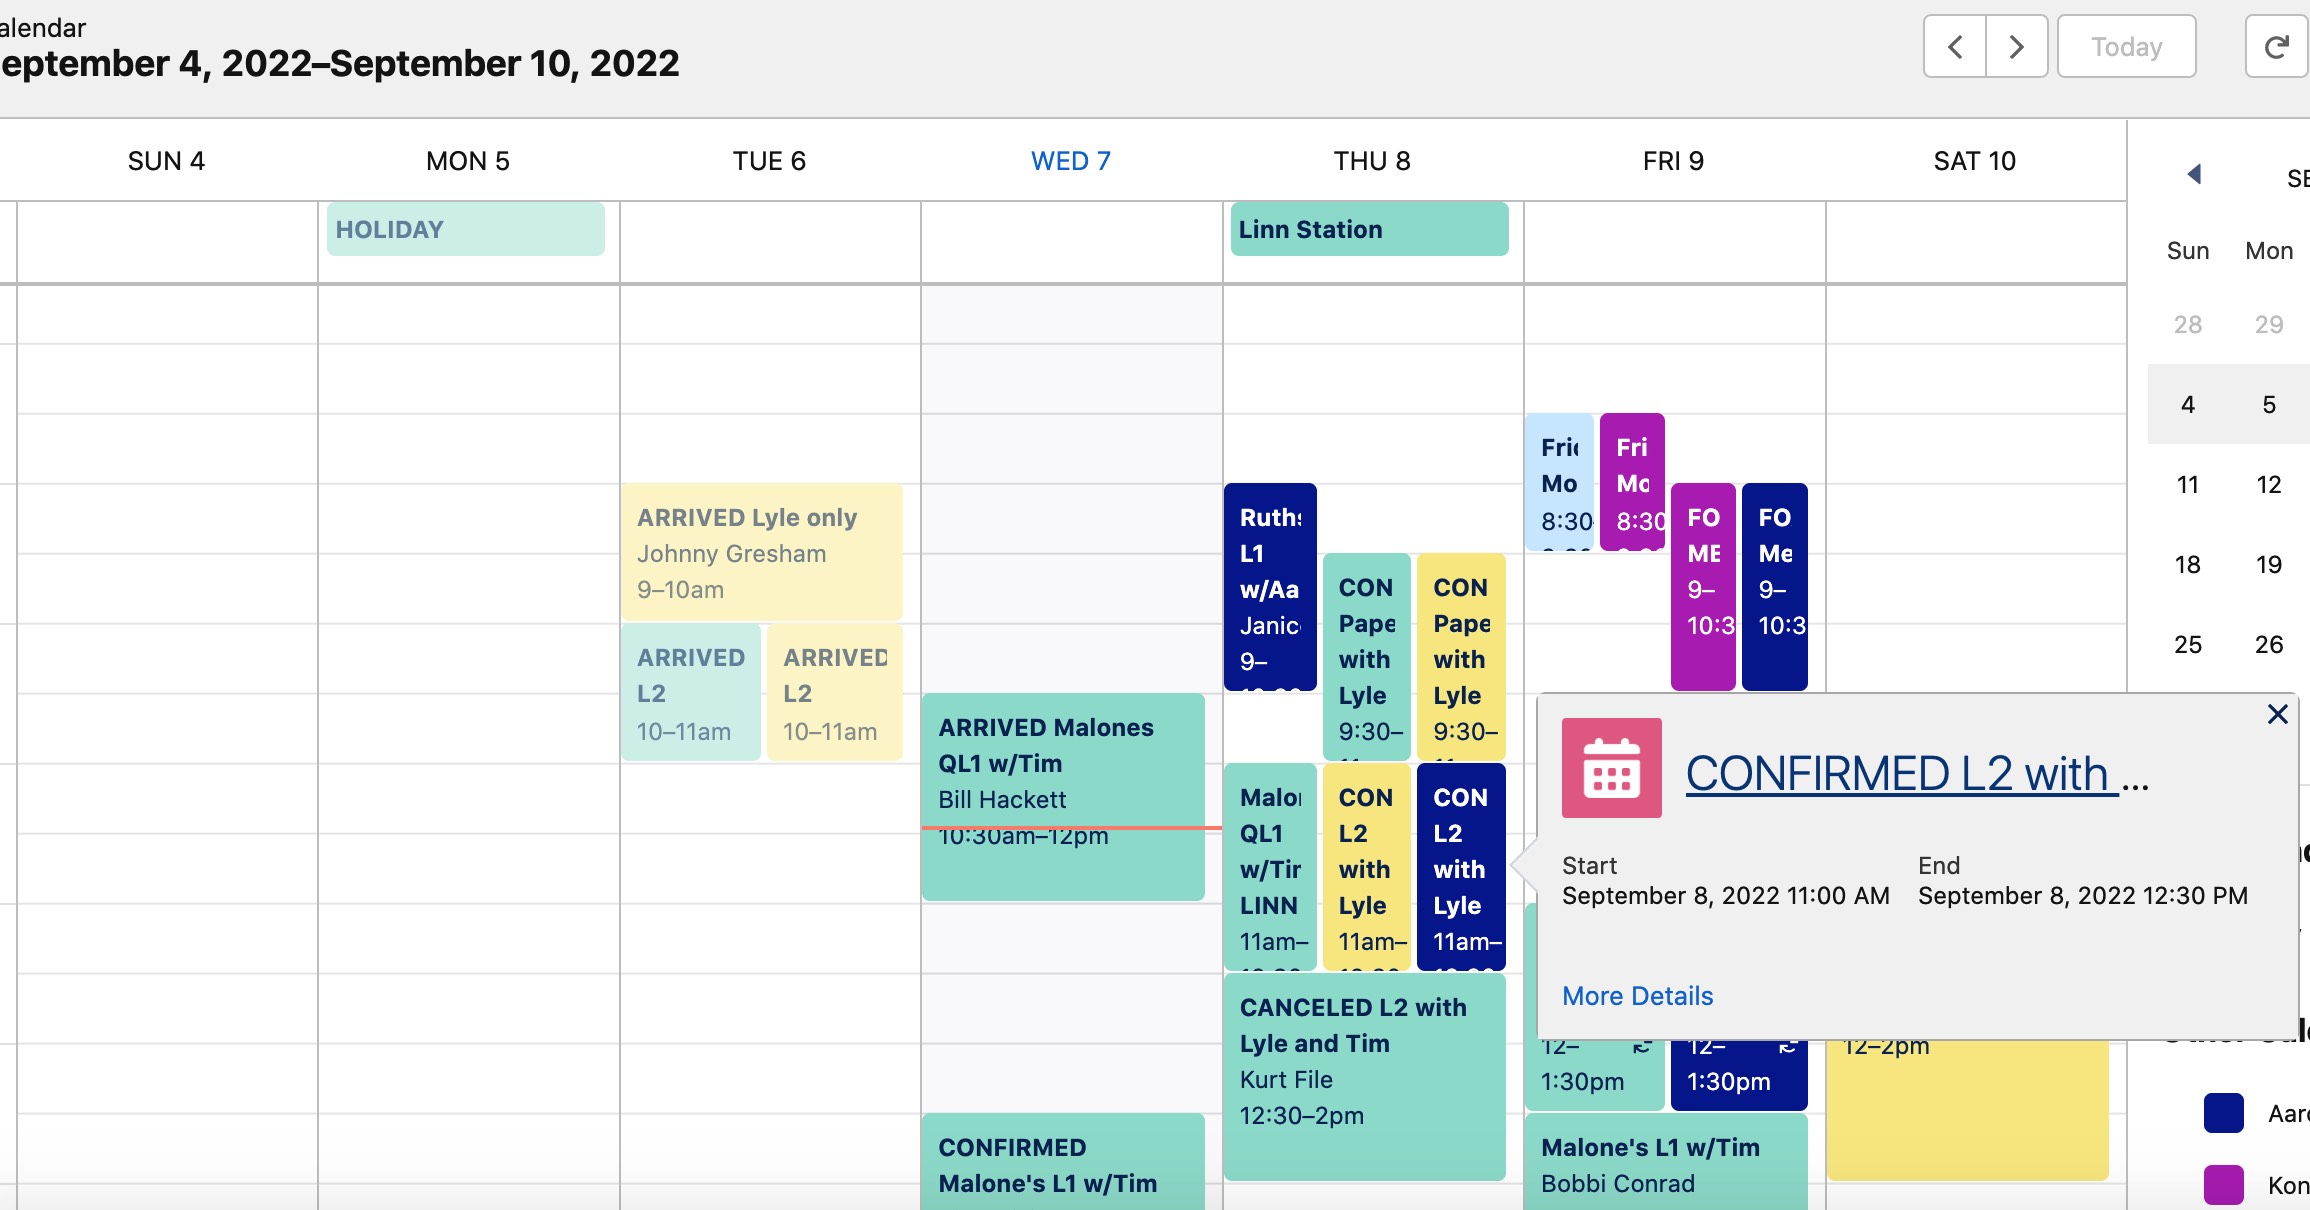 alendar
eptember 4, 2022–September 10, 2022
Today
SUN 4
MON 5
TUE 6
WED 7
THU 8
FRI 9
SAT 10
HOLIDAY
Linn Station
ARRIVED Lyle only
Johnny Gresham
9–10am
ARRIVED
L2
10–11am
ARRIVED
L2
10–11am
ARRIVED Malones
QL1 w/Tim
Bill Hackett
10:30am–12pm
CONFIRMED
Malone's L1 w/Tim
Ruth
L1
w/Aa
Janic
9–
CON
Pape
with
Lyle
9:30–
CON
Pape
with
Lyle
9:30–
Malo
QL1
w/Tir
LINN
11am–
CON
L2
with
Lyle
11am–
CON
L2
with
Lyle
11am–
CANCELED L2 with
Lyle and Tim
Kurt File
12:30–2pm
Fri
Mo
8:30
Fri
Mo
8:30
FO
ME
9–
10:3
FO
Me
9–
10:3
CONFIRMED L2 with ...
Start
September 8, 2022 11:00 AM
End
September 8, 2022 12:30 PM
More Details
12–
1:30pm
12–
1:30pm
12–2pm
Malone's L1 w/Tim
Bobbi Conrad
SE
Sun Mon
28 29
4 5
11 12
18 19
25 26
Aar
Kon